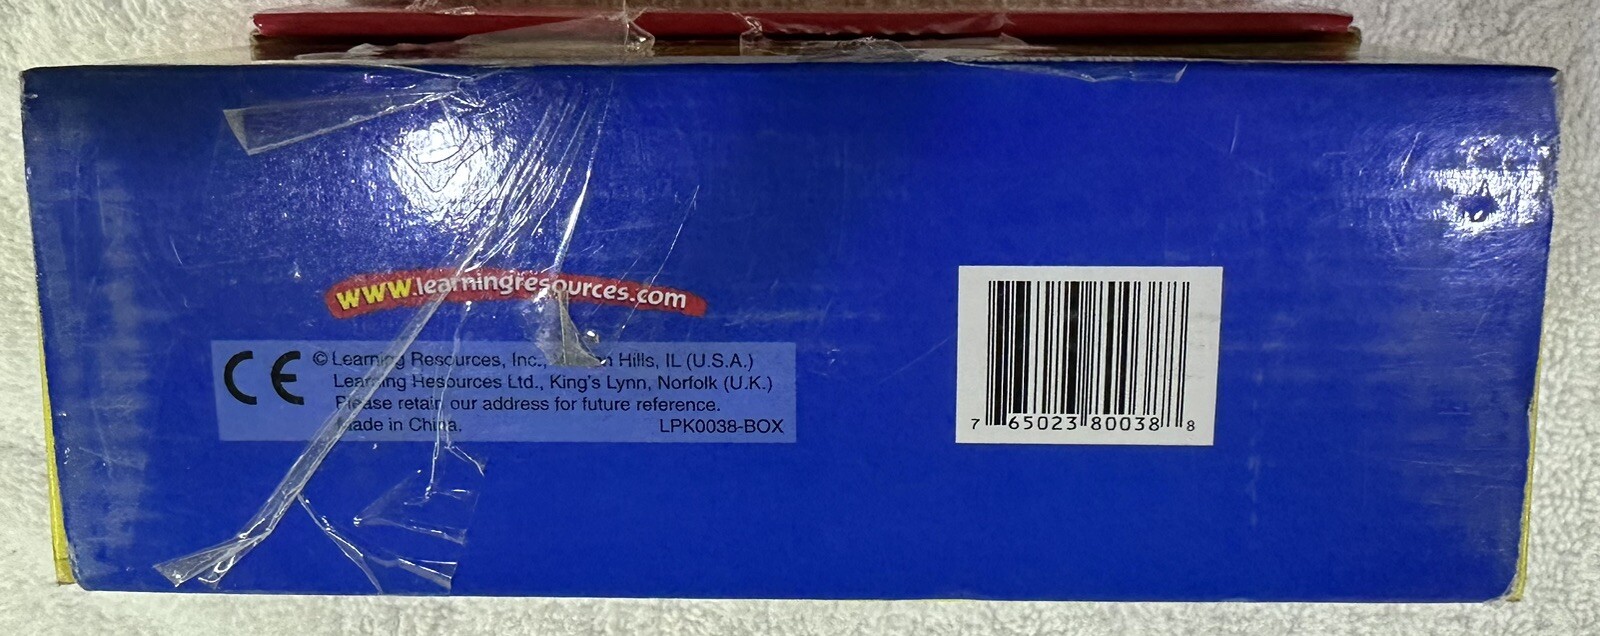 www.learningresources.com
CE
© Learning Resources, Inc., Hills, IL (U.S.A.)
Learning Resources Ltd., King's Lynn, Norfolk (U.K.)
Please retain our address for future reference.
Made in China. LPK0038-BOX
7 65023 80038 8